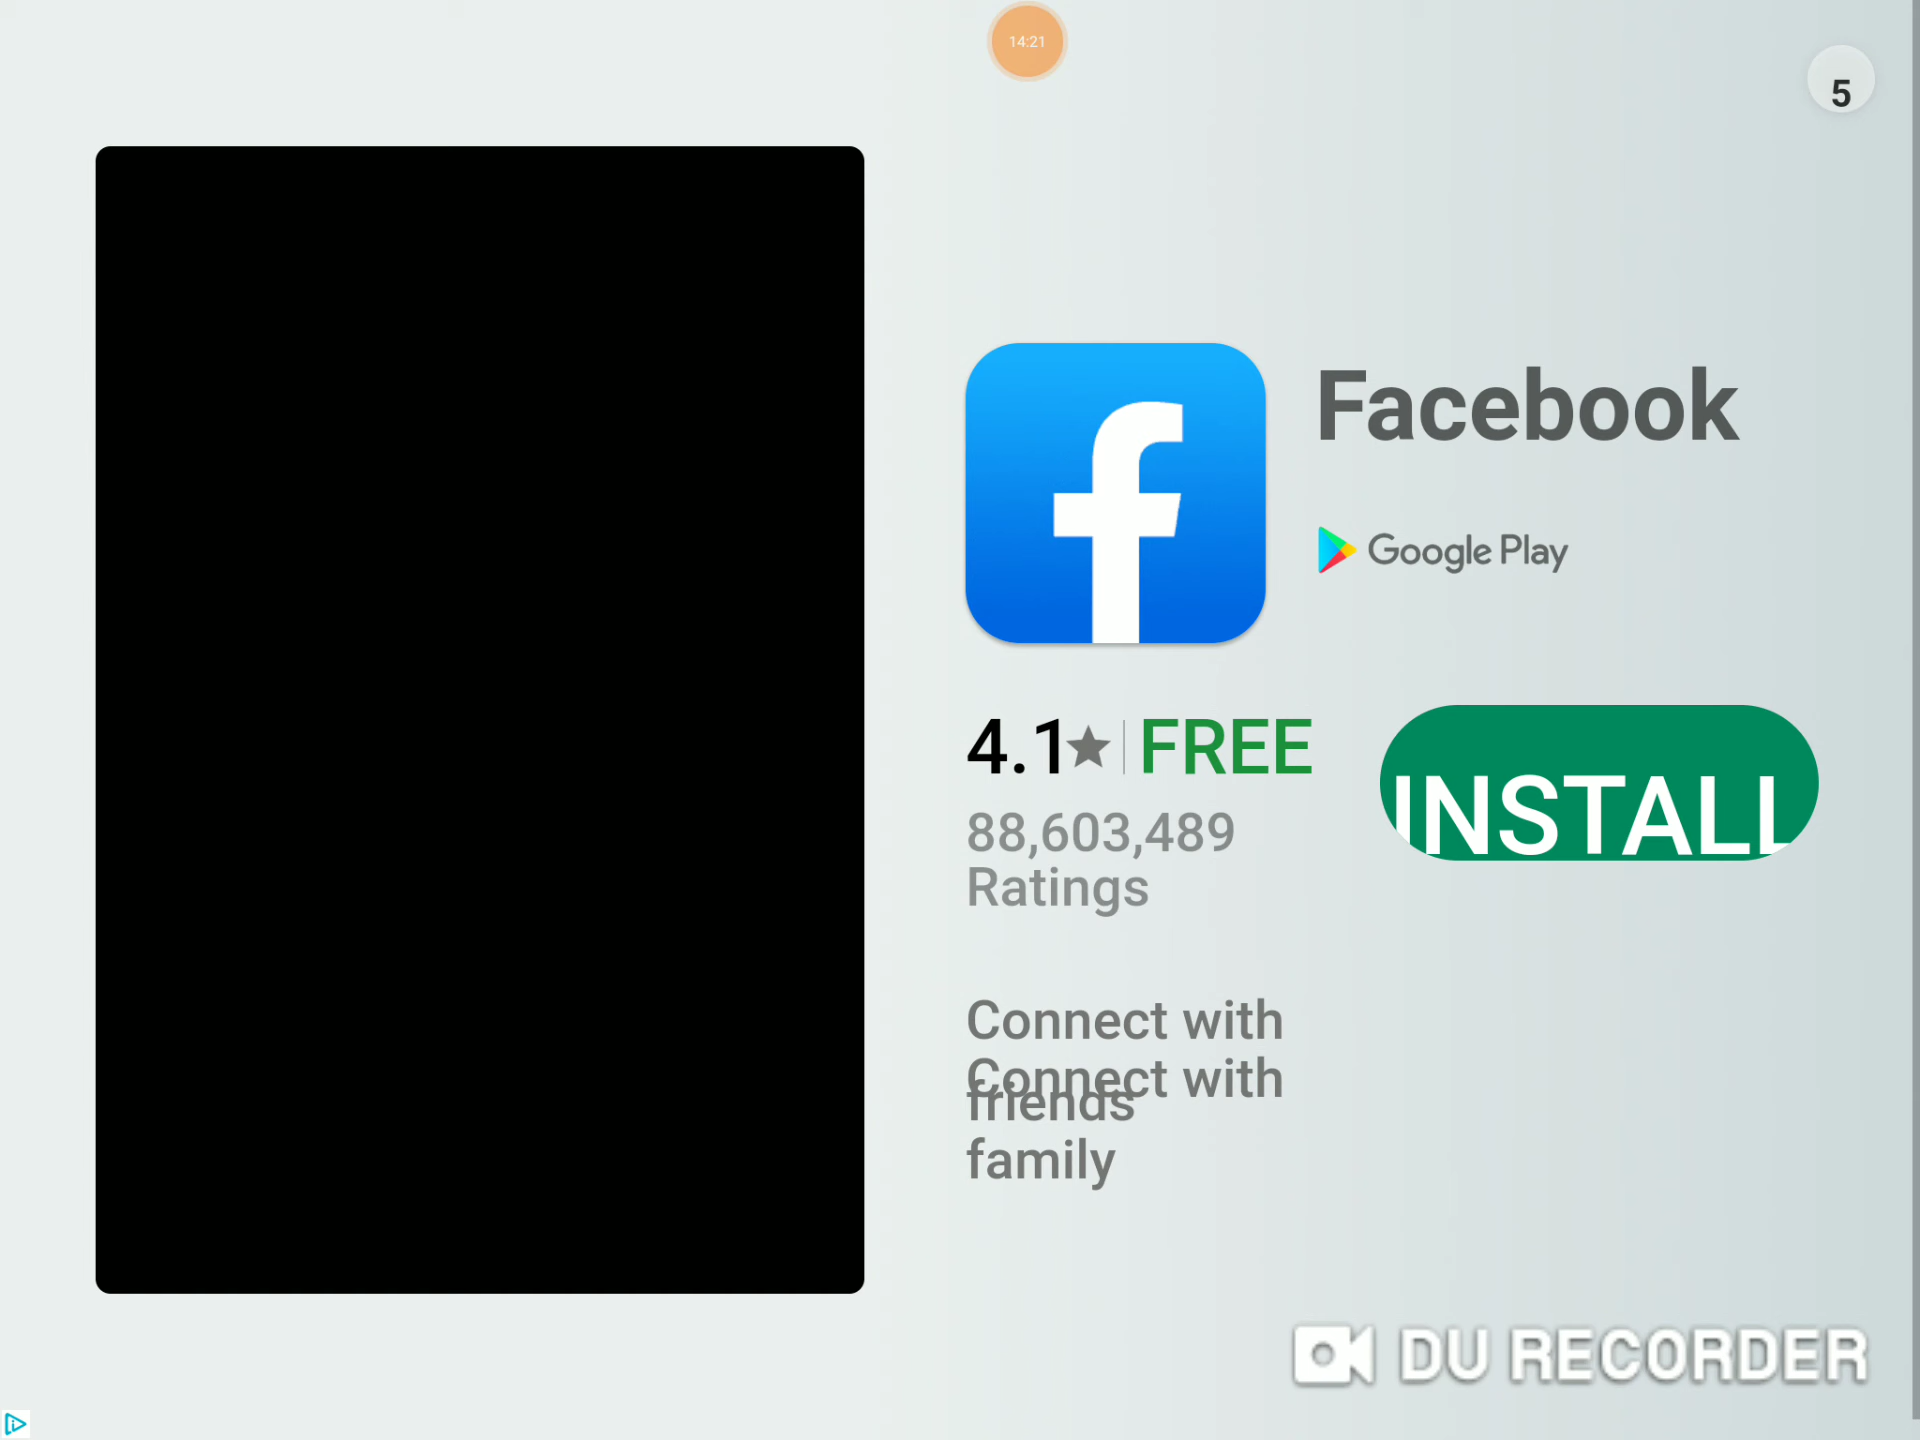 14:21
5
Facebook
Google Play
4.1 FREE
88,603,489
Ratings
INSTALL
Connect with
Connect with
friends
family
DU RECORDER